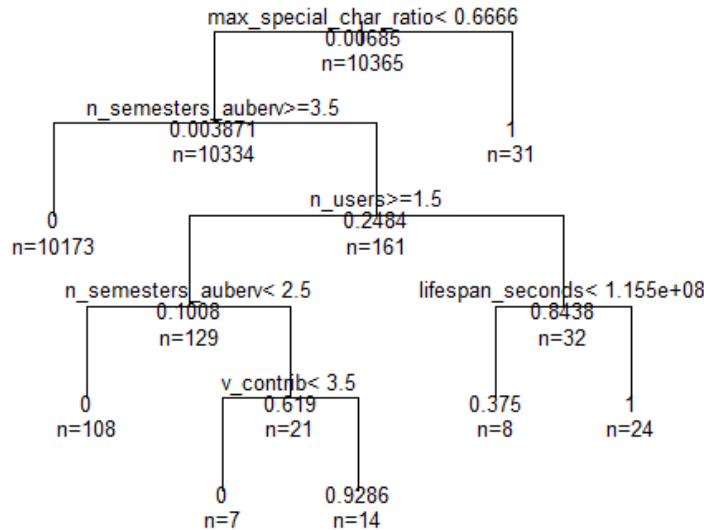 max_special_char_ratio< 0.6666
0.00685
n=10365
n_semesters_auberv>=3.5
0.003871
n=10334
1
n=31
n_users>=1.5
0
n=10173
0.2484
n=161
n_semesters_auberv< 2.5
lifespan_seconds< 1.155e+08
0.1008
n=129
0.8438
n=32
v_contrib< 3.5
0
n=108
0.619
n=21
0.375
n=8
1
n=24
0
n=7
0.9286
n=14